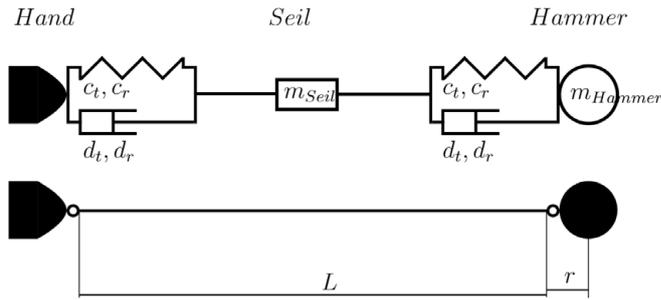 Hand Seil Hammer
c_t, c_r m_Seil c_t, c_r m_Hammer
d_t, d_r d_t, d_r
L r